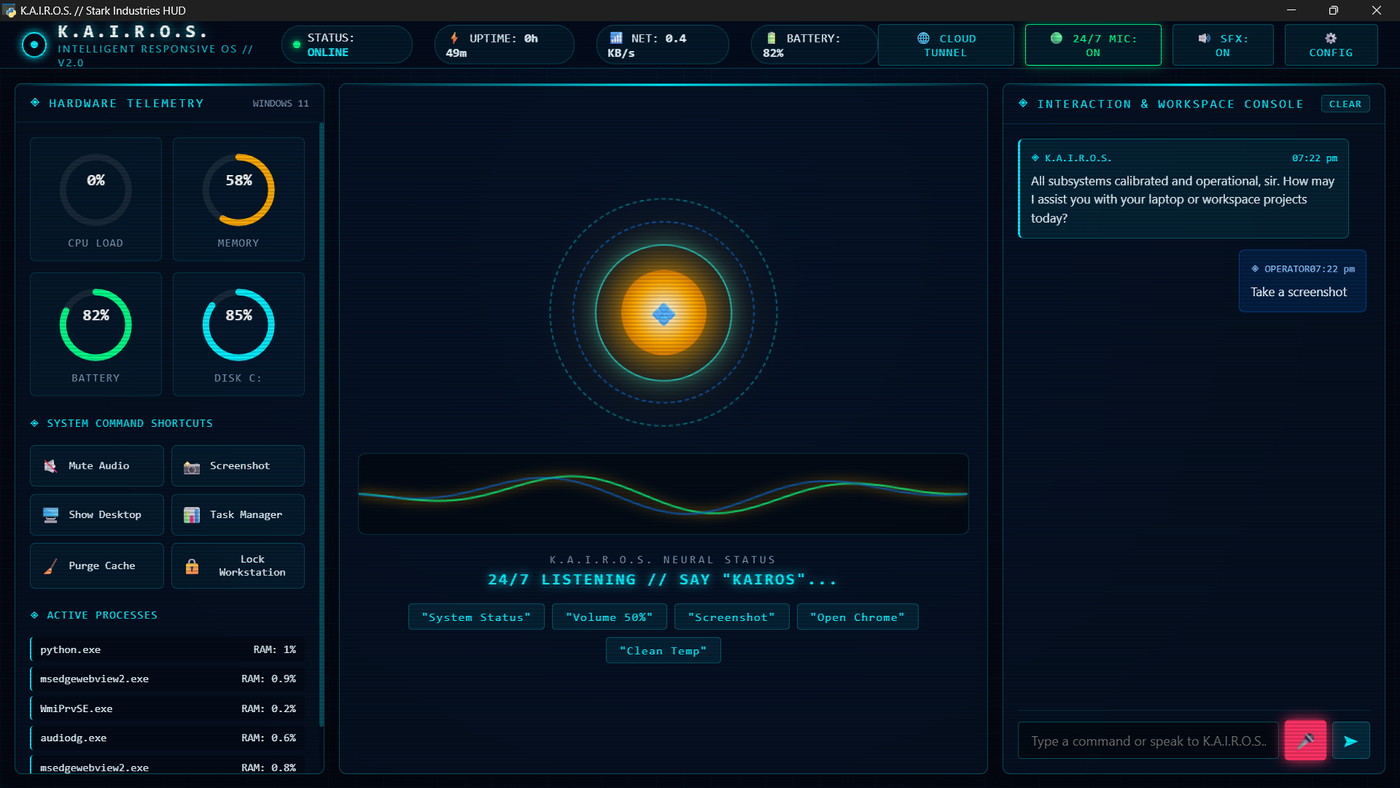 K.A.I.R.O.S. // Stark Industries HUD
K.A.I.R.O.S.
INTELLIGENT RESPONSIVE OS //
V2.0
STATUS:
ONLINE
UPTIME: 0h
49m
NET: 0.4
KB/s
BATTERY:
82%
CLOUD
TUNNEL
24/7 MIC:
ON
SFX:
ON
CONFIG
HARDWARE TELEMETRY
WINDOWS 11
0%
CPU LOAD
58%
MEMORY
82%
BATTERY
85%
DISK C:
SYSTEM COMMAND SHORTCUTS
Mute Audio
Screenshot
Show Desktop
Task Manager
Purge Cache
Lock
Workstation
ACTIVE PROCESSES
python.exe RAM: 1%
msedgewebview2.exe RAM: 0.9%
WmiPrvSE.exe RAM: 0.2%
audiodg.exe RAM: 0.6%
msedgewebview2.exe RAM: 0.8%
K.A.I.R.O.S. NEURAL STATUS
24/7 LISTENING // SAY "KAIROS"...
"System Status"
"Volume 50%"
"Screenshot"
"Open Chrome"
"Clean Temp"
INTERACTION & WORKSPACE CONSOLE
CLEAR
K.A.I.R.O.S. 07:22 pm
All subsystems calibrated and operational, sir. How may
I assist you with your laptop or workspace projects
today?
OPERATOR07:22 pm
Take a screenshot
Type a command or speak to K.A.I.R.O.S..